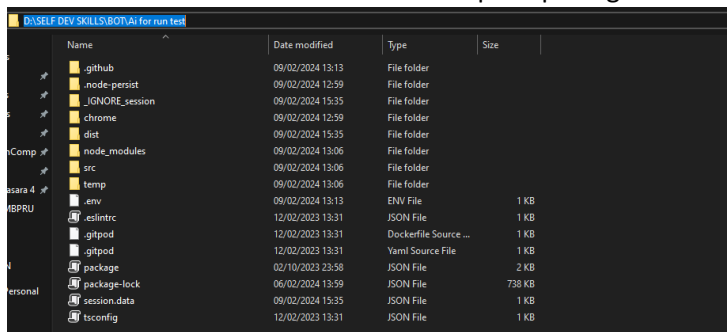 D:\SELF DEV SKILLS\BOT\Ai for run test
Name Date modified Type Size
.github 09/02/2024 13:13 File folder
.node-persist 09/02/2024 12:59 File folder
_IGNORE_session 09/02/2024 15:35 File folder
chrome 09/02/2024 12:59 File folder
dist 09/02/2024 15:35 File folder
nComp node_modules 09/02/2024 13:06 File folder
src 09/02/2024 13:06 File folder
asara 4 temp 09/02/2024 13:06 File folder
MBPRU .env 09/02/2024 13:13 ENV File 1 KB
.eslintrc 12/02/2023 13:31 JSON File 1 KB
.gitpod 12/02/2023 13:31 Dockerfile Source ... 1 KB
.gitpod 12/02/2023 13:31 Yaml Source File 1 KB
package 02/10/2023 23:58 JSON File 2 KB
ersonal package-lock 06/02/2024 13:59 JSON File 738 KB
session.data 09/02/2024 15:35 JSON File 1 KB
tsconfig 12/02/2023 13:31 JSON File 1 KB